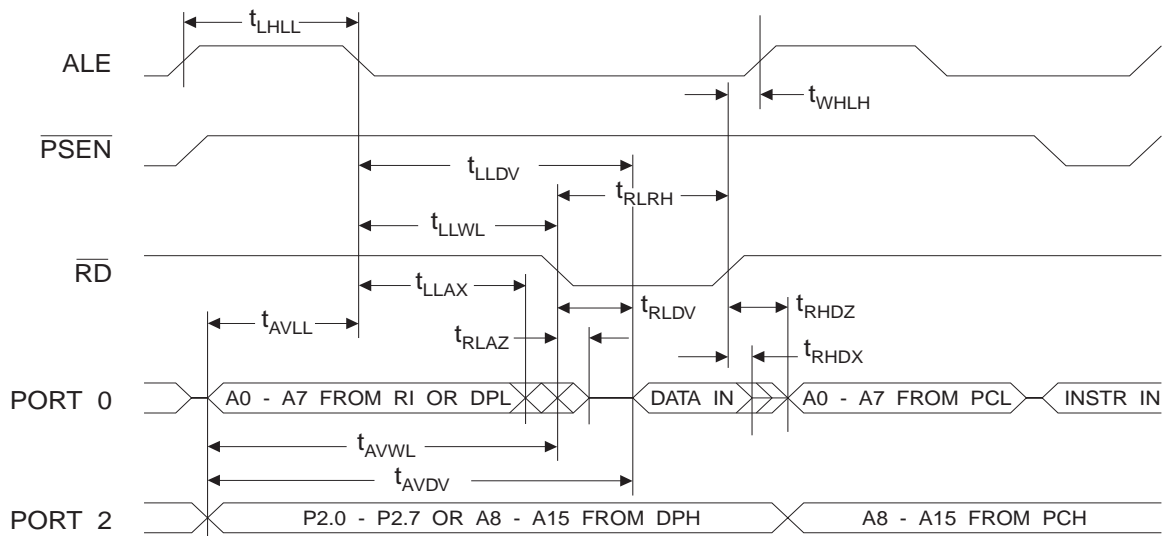 tLHLL
ALE
tWHLH
PSEN
tLLDV
tRLRH
tLLWL
RD
tLLAX
tRLDV
tRHDZ
tAVLL
tRLAZ
tRHDX
PORT 0
A0 - A7 FROM RI OR DPL
DATA IN
A0 - A7 FROM PCL
INSTR IN
tAVWL
tAVDV
PORT 2
P2.0 - P2.7 OR A8 - A15 FROM DPH
A8 - A15 FROM PCH